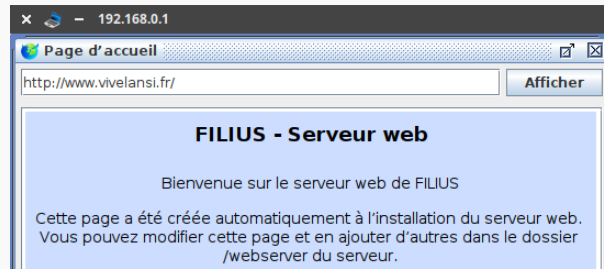 192.168.0.1
Page d'accueil
http://www.vivelansi.fr/
Afficher
FILIUS - Serveur web
Bienvenue sur le serveur web de FILIUS
Cette page a été créée automatiquement à l'installation du serveur web.
Vous pouvez modifier cette page et en ajouter d'autres dans le dossier
/webserver du serveur.